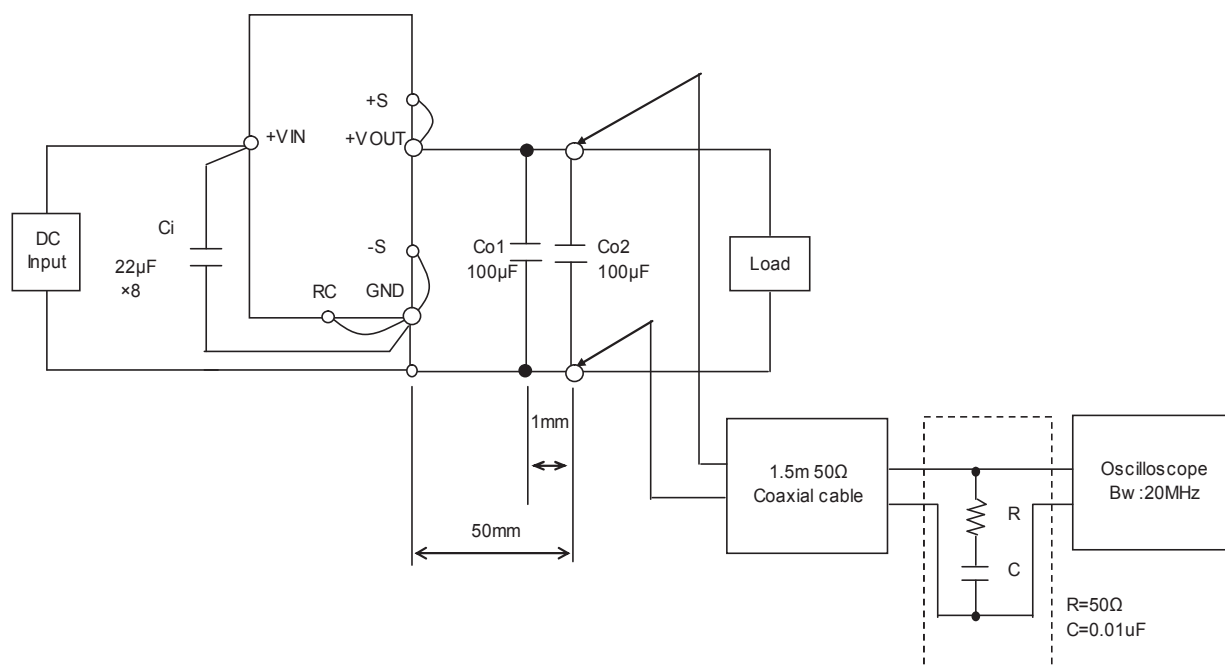 +S
+VIN
+VOUT
DC
Input
Ci
22μF
×8
-S
RC
GND
Co1
100μF
Co2
100μF
Load
1mm
50mm
1.5m 50Ω
Coaxial cable
R
C
Oscilloscope
Bw :20MHz
R=50Ω
C=0.01uF